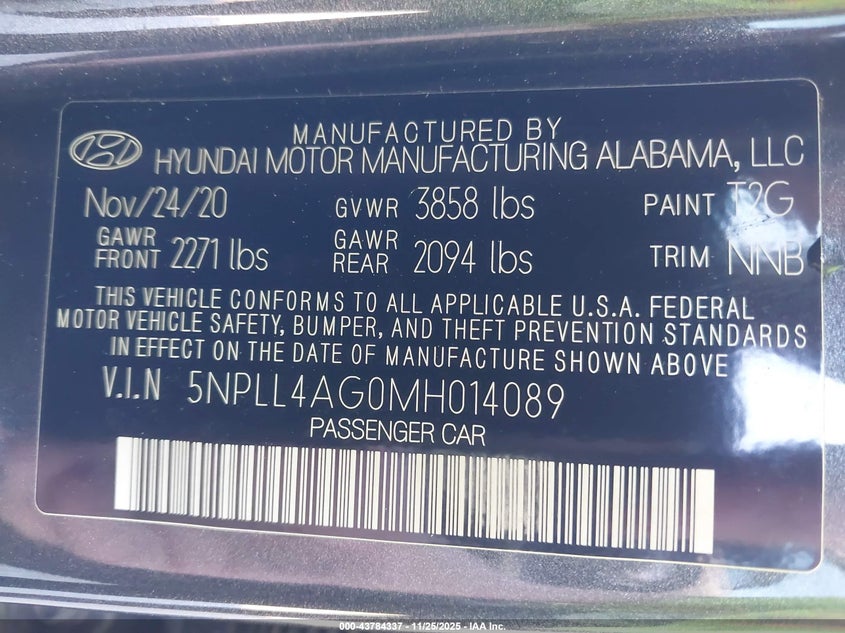 MANUFACTURED BY
HYUNDAI MOTOR MANUFACTURING ALABAMA, LLC
Nov/24/20 GVWR 3858 lbs PAINT T2G
GAWR FRONT 2271 lbs GAWR REAR 2094 lbs TRIM NNB
THIS VEHICLE CONFORMS TO ALL APPLICABLE U.S.A. FEDERAL
MOTOR VEHICLE SAFETY, BUMPER, AND THEFT PREVENTION STANDARDS
IN EFFECT ON THE DATE OF MANUFACTURE SHOWN ABOVE
V.I.N 5NPLL4AG0MH014089
PASSENGER CAR
000-43784337 - 11/25/2025 - IAA Inc.